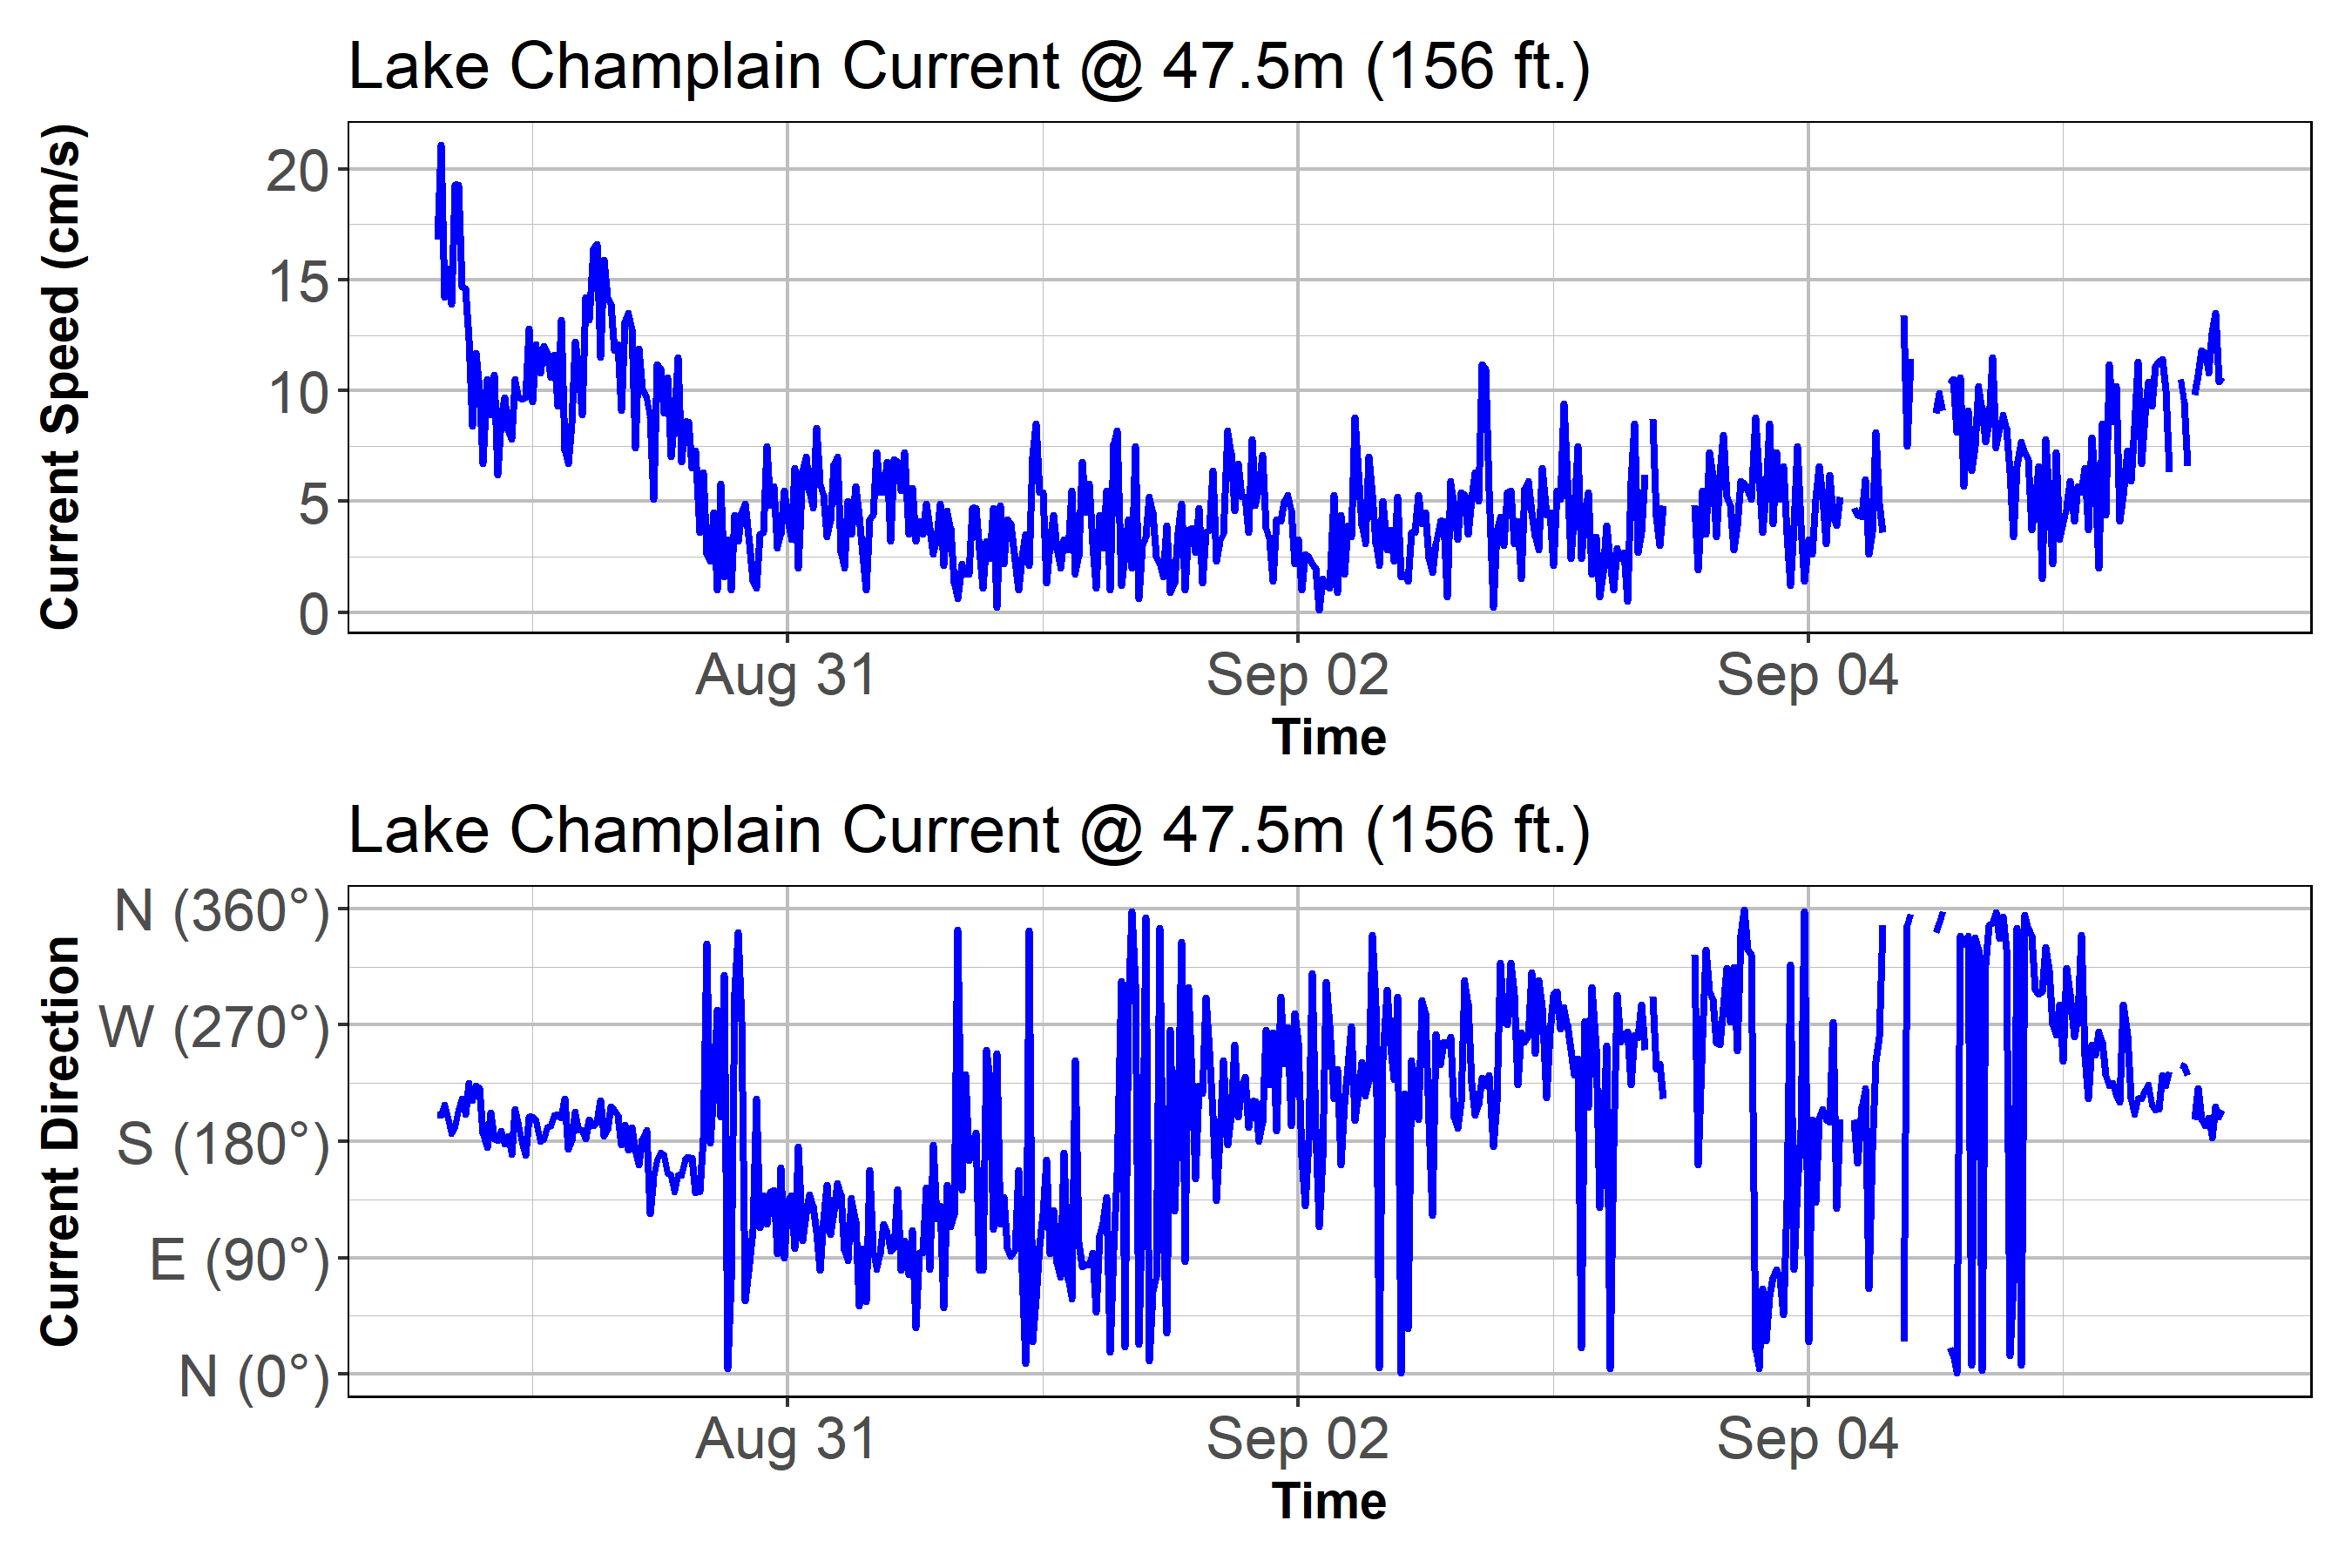 Lake Champlain Current @ 47.5m (156 ft.)
Current Speed (cm/s)
20
15
10
5
0
Aug 31 Sep 02 Sep 04
Time
Lake Champlain Current @ 47.5m (156 ft.)
Current Direction
N (360°)
W (270°)
S (180°)
E (90°)
N (0°)
Aug 31 Sep 02 Sep 04
Time